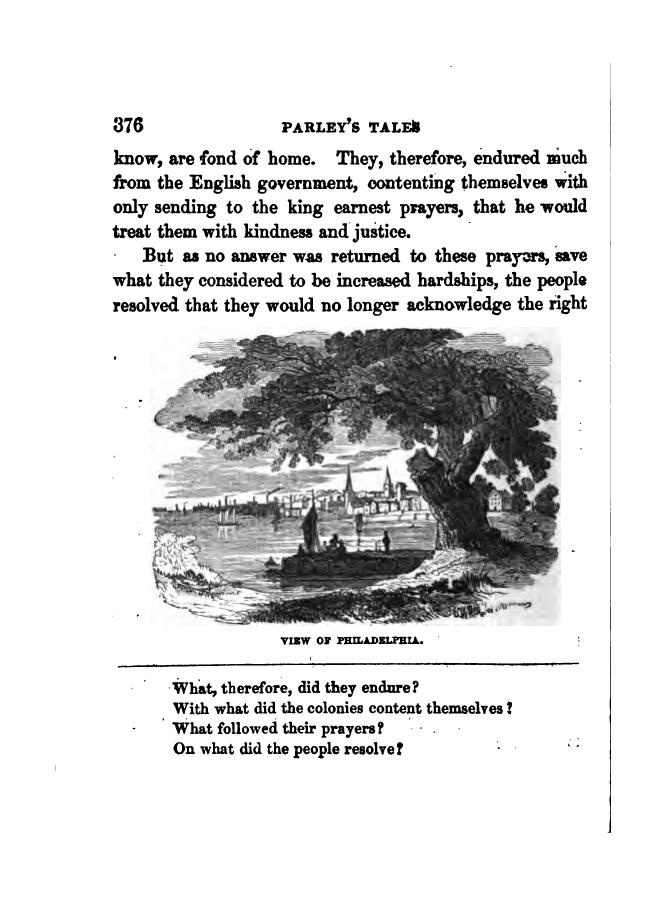 376 PARLEY'S TALES
know, are fond of home. They, therefore, endured much
from the English government, contenting themselves with
only sending to the king earnest prayers, that he would
treat them with kindness and justice.
But as no answer was returned to these prayers, save
what they considered to be increased hardships, the people
resolved that they would no longer acknowledge the right
VIEW OF PHILADELPHIA.
What, therefore, did they endure?
With what did the colonies content themselves?
What followed their prayers?
On what did the people resolve?